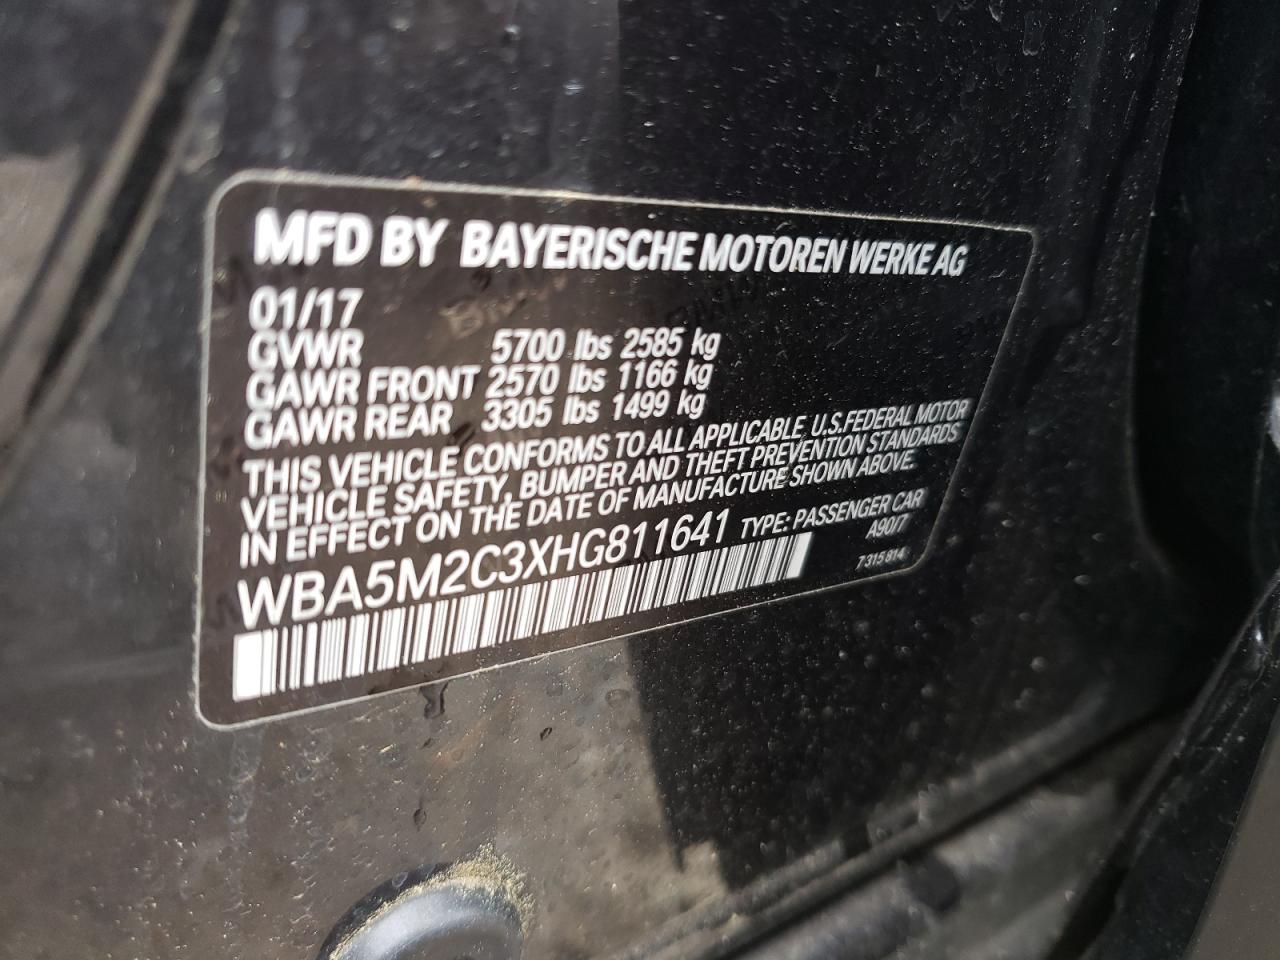 MFD BY BAYERISCHE MOTOREN WERKE AG
01/17
GVWR 5700 lbs 2585 kg
GAWR FRONT 2570 lbs 1166 kg
GAWR REAR 3305 lbs 1499 kg
THIS VEHICLE CONFORMS TO ALL APPLICABLE U.S.FEDERAL MOTOR
VEHICLE SAFETY, BUMPER AND THEFT PREVENTION STANDARDS
IN EFFECT ON THE DATE OF MANUFACTURE SHOWN ABOVE.
WBA5M2C3XHG811641 TYPE: PASSENGER CAR
A90/7
7 315 814